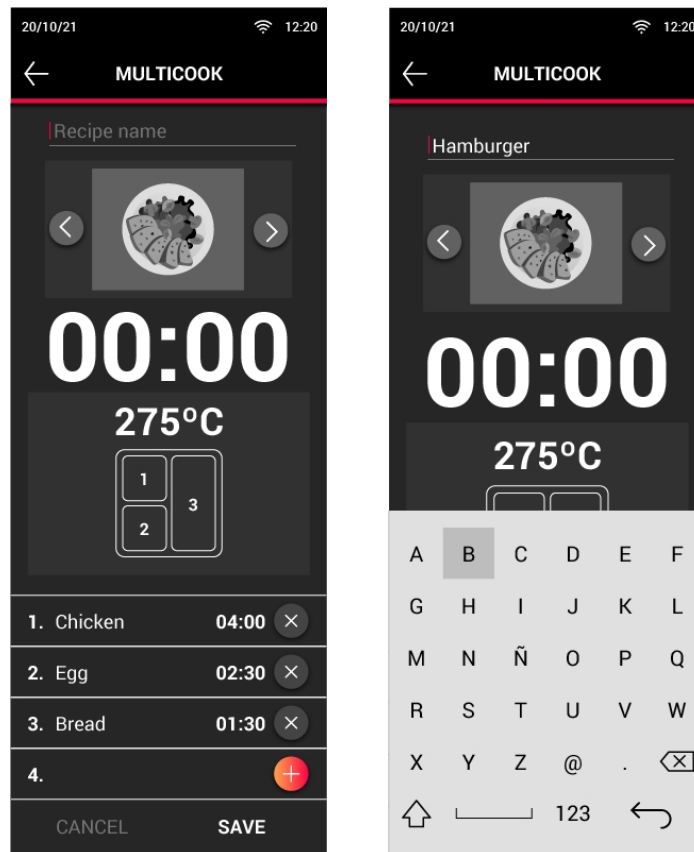 20/10/21 12:20
MULTICOOK
Recipe name
00:00
275ºC
1
2
3
1. Chicken 04:00
2. Egg 02:30
3. Bread 01:30
4.
CANCEL SAVE
20/10/21 12:20
MULTICOOK
Hamburger
00:00
275ºC
A B C D E F
G H I J K L
M N Ñ O P Q
R S T U V W
X Y Z @ .
123